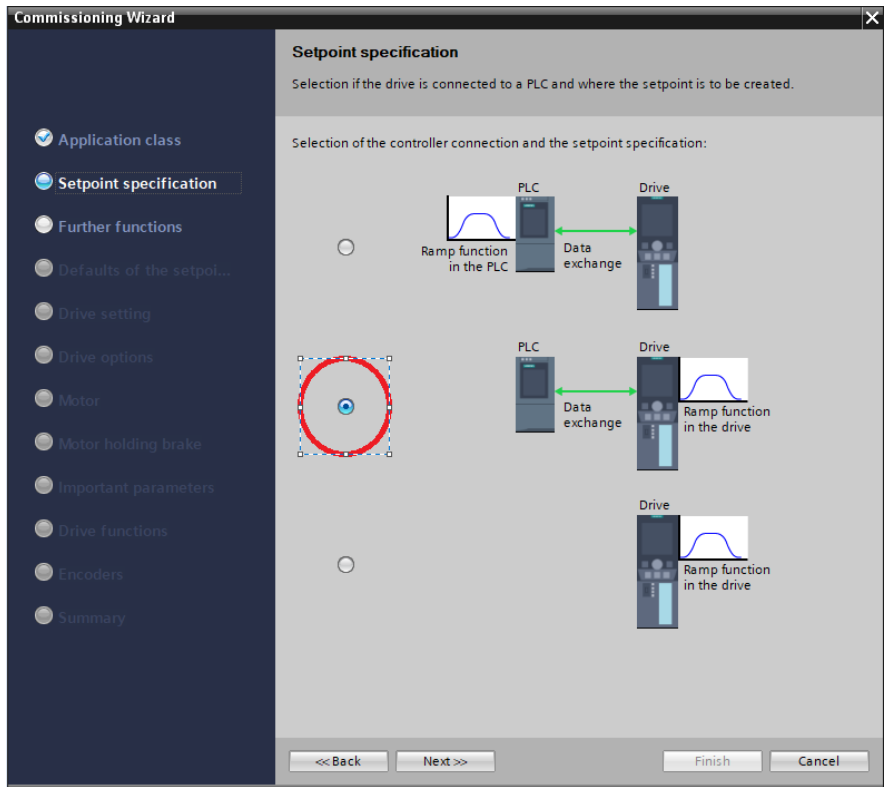 Commissioning Wizard
Setpoint specification
Selection if the drive is connected to a PLC and where the setpoint is to be created.
Application class
Setpoint specification
Further functions
Defaults of the setpoi...
Drive setting
Drive options
Motor
Motor holding brake
Important parameters
Drive functions
Encoders
Summary
Selection of the controller connection and the setpoint specification:
PLC
Drive
Ramp function
in the PLC
Data
exchange
PLC
Drive
Data
exchange
Ramp function
in the drive
Drive
Ramp function
in the drive
<< Back
Next >>
Finish
Cancel